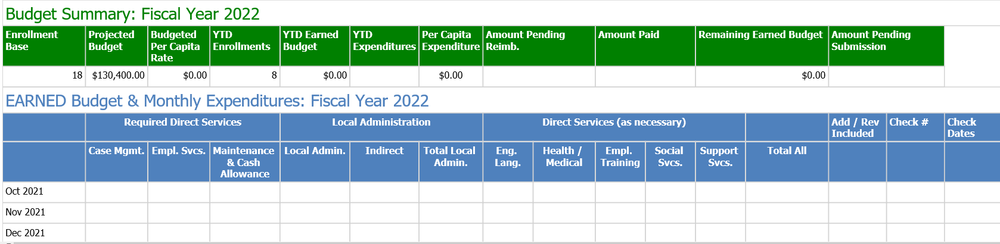 Budget Summary: Fiscal Year 2022
Enrollment Base Projected Budget Budgeted Per Capita Rate YTD Enrollments YTD Earned Budget YTD Expenditures Per Capita Expenditure Amount Pending Reimb. Amount Paid Remaining Earned Budget Amount Pending Submission
18 $130,400.00 $0.00 8 $0.00 $0.00 $0.00
EARNED Budget & Monthly Expenditures: Fiscal Year 2022
Required Direct Services Local Administration Direct Services (as necessary) Add / Rev Included Check # Check Dates
Case Mgmt. Empl. Svcs. Maintenance & Cash Allowance Local Admin. Indirect Total Local Admin. Eng. Lang. Health / Medical Empl. Training Social Svcs. Support Svcs. Total All
Oct 2021
Nov 2021
Dec 2021